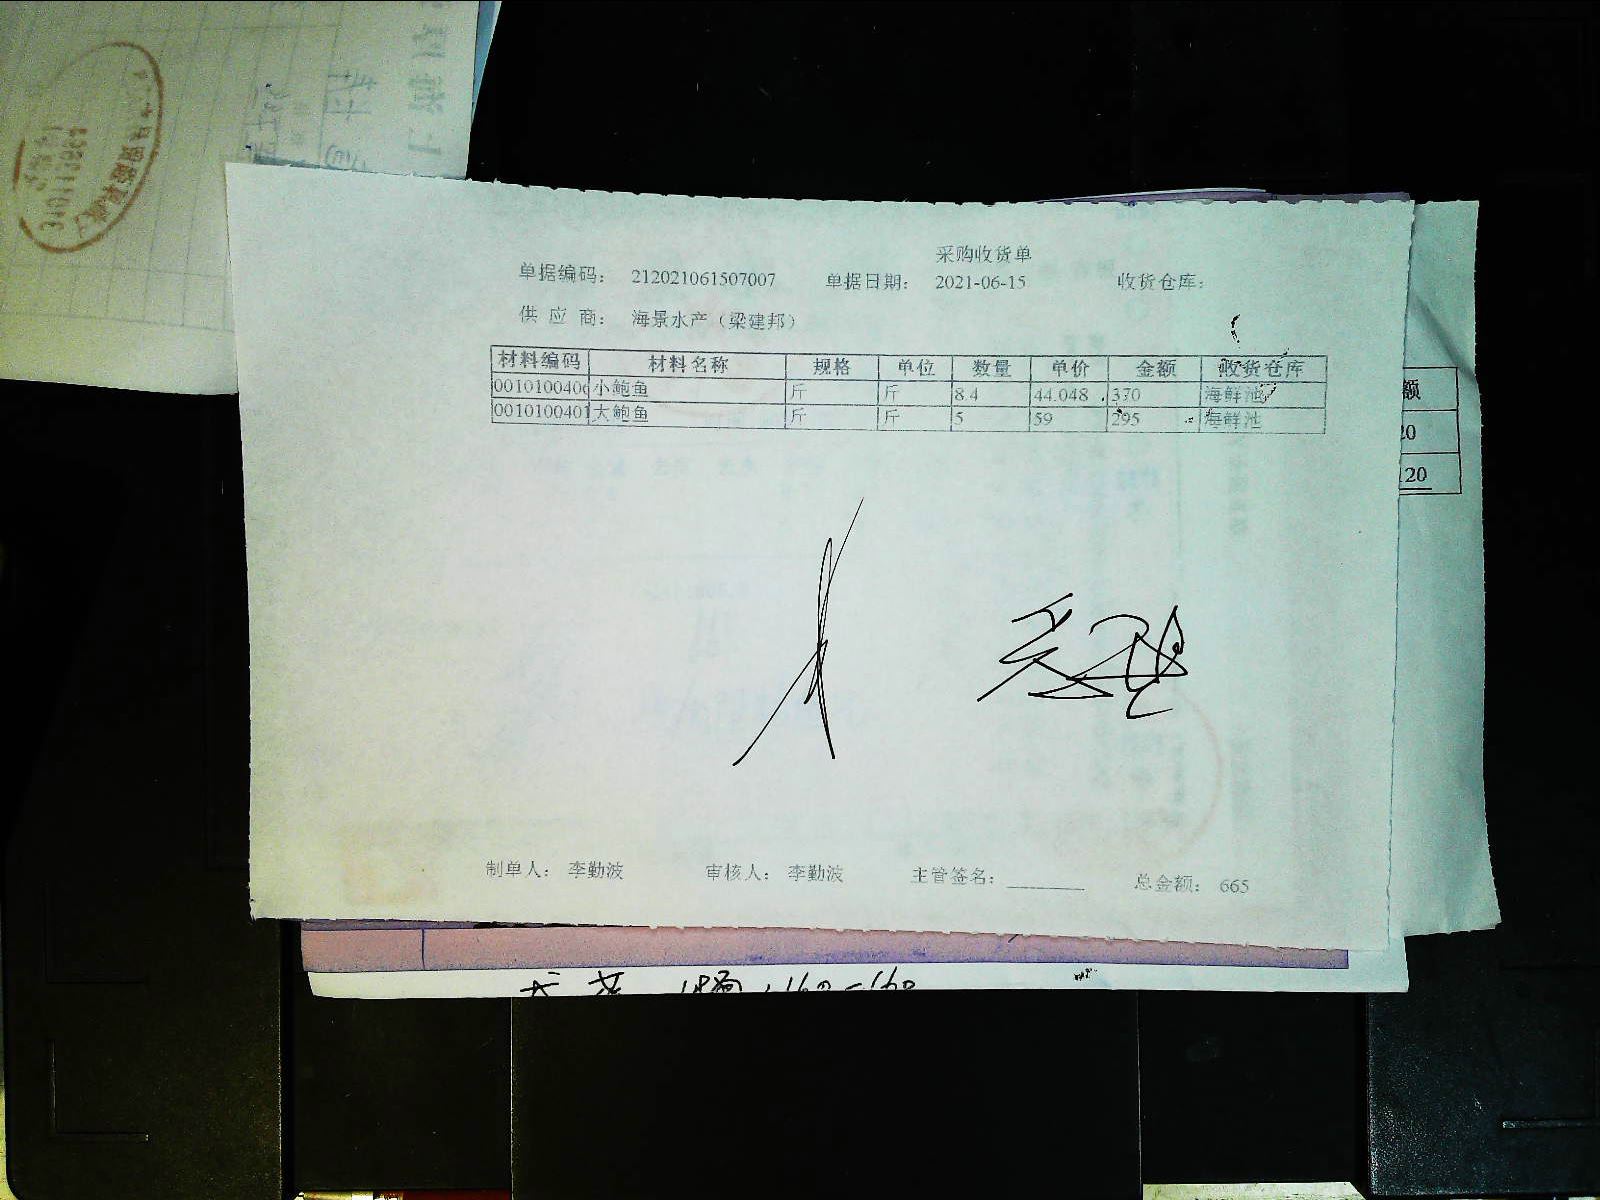 采购收货单
单据编码： 212021061507007 单据日期： 2021-06-15 收货仓库：
供 应 商： 海景水产（梁建邦）
材料编码 材料名称 规格 单位 数量 单价 金额 收货仓库
0010100406 小鲍鱼 斤 斤 8.4 44.048 370 海鲜池
0010100401 大鲍鱼 斤 斤 5 59 295 海鲜池
额
20
120
制单人： 李勤波 审核人： 李勤波 主管签名： 总金额： 665